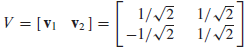 V = [ v₁ v₂ ] = [ 1/√2 1/√2
-1/√2 1/√2 ]